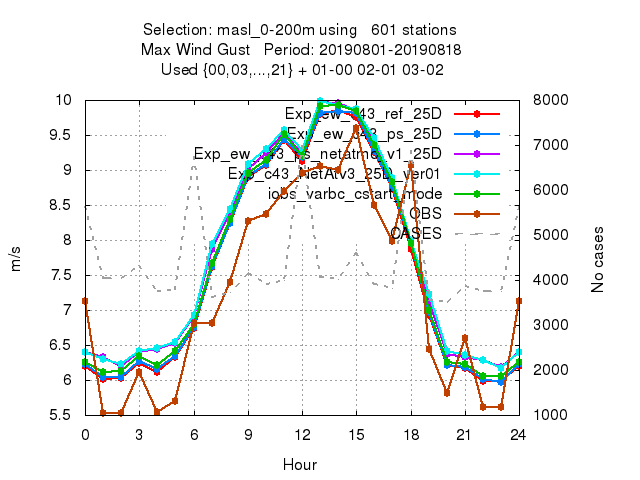 Selection: masl_0-200m using 601 stations
Max Wind Gust Period: 20190801-20190818
Used {00,03,...,21} + 01-00 02-01 03-02
10 8000
Exp_ew_c43_ref_25D
9.5 Exp_ew_c43_ps_25D 7000
Exp_ew_c43_ps_netatmo_v1_25D
9 Exp_c43_NetAtv3_25D_ver01
8.5 iobs_varbc_cstart_mode 6000
OBS
8 CASES 5000
7.5 4000
7 3000
6.5
6 2000
5.5 1000
0 3 6 9 12 15 18 21 24
Hour
m/s
No cases